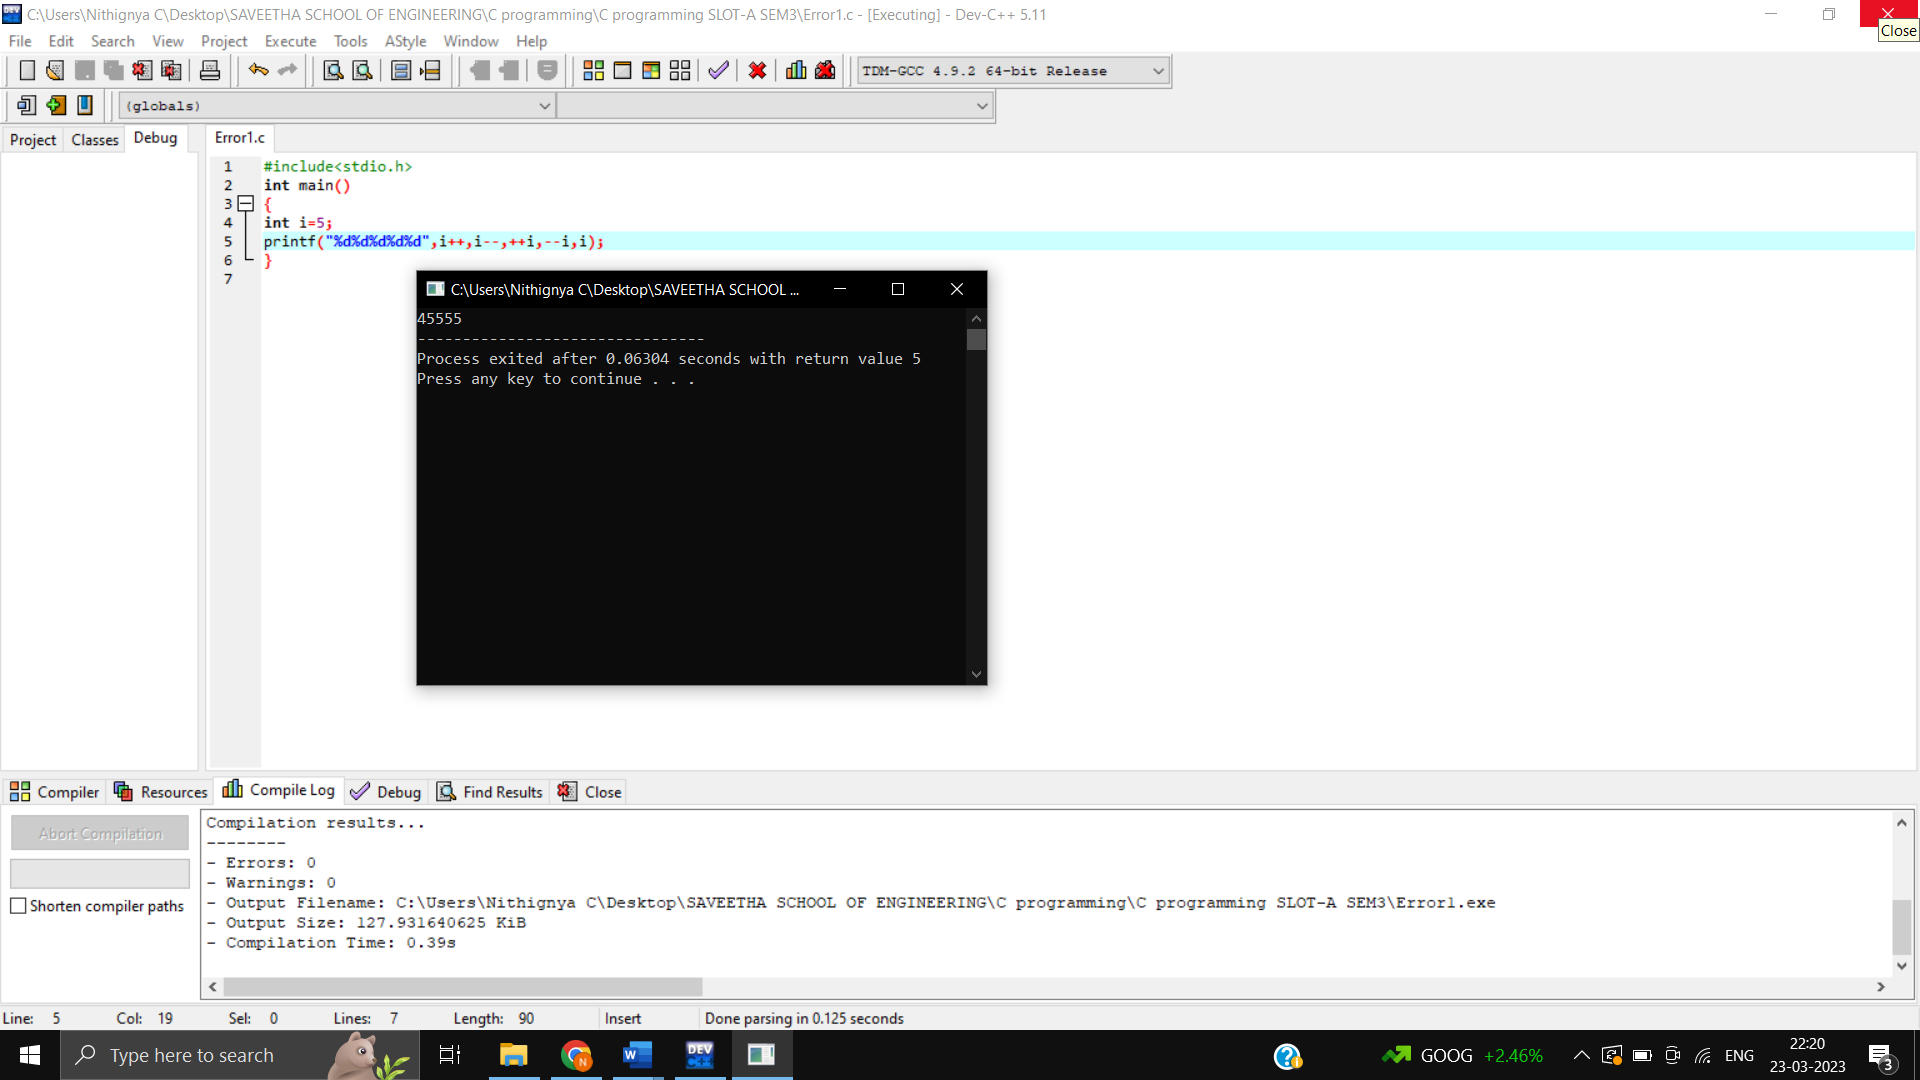 C:\Users\Nithignya C\Desktop\SAVEETHA SCHOOL OF ENGINEERING\C programming\C programming SLOT-A SEM3\Error1.c - [Executing] - Dev-C++ 5.11
Close
File Edit Search View Project Execute Tools AStyle Window Help
TDM-GCC 4.9.2 64-bit Release
(globals)
Project Classes Debug
Error1.c
1 #include<stdio.h>
2 int main()
3 {
4 int i=5;
5 printf("%d%d%d%d%d",i++,i--,++i,--i,i);
6 }
7
C:\Users\Nithignya C\Desktop\SAVEETHA SCHOOL ...
45555
--------------------------------
Process exited after 0.06304 seconds with return value 5
Press any key to continue . . .
Compiler Resources Compile Log Debug Find Results Close
Abort Compilation
Shorten compiler paths
Compilation results...
--------
- Errors: 0
- Warnings: 0
- Output Filename: C:\Users\Nithignya C\Desktop\SAVEETHA SCHOOL OF ENGINEERING\C programming\C programming SLOT-A SEM3\Error1.exe
- Output Size: 127.931640625 KiB
- Compilation Time: 0.39s
Line: 5 Col: 19 Sel: 0 Lines: 7 Length: 90 Insert Done parsing in 0.125 seconds
Type here to search
GOOG +2.46%
ENG
22:20
23-03-2023
3